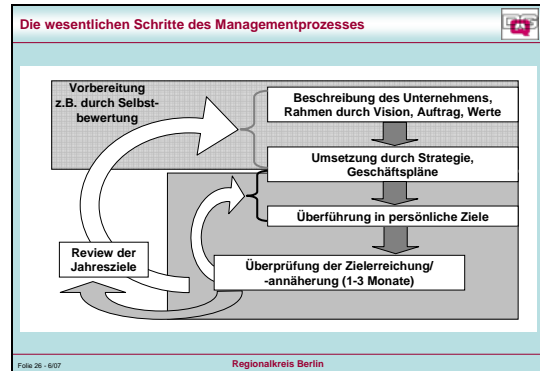 Die wesentlichen Schritte des Managementprozesses
Vorbereitung
z.B. durch Selbst-
bewertung
Beschreibung des Unternehmens,
Rahmen durch Vision, Auftrag, Werte
Umsetzung durch Strategie,
Geschäftspläne
Überführung in persönliche Ziele
Review der
Jahresziele
Überprüfung der Zielerreichung/
-annäherung (1-3 Monate)
Folie 26 - 6/07
Regionalkreis Berlin